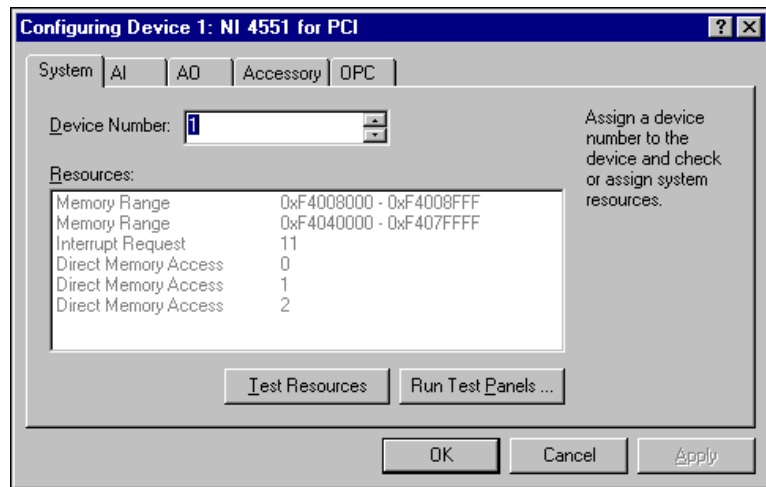 Configuring Device 1: NI 4551 for PCI
System AI AO Accessory OPC
Device Number: 1
Assign a device
number to the
device and check
or assign system
resources.
Resources:
Memory Range 0xF4008000 - 0xF4008FFF
Memory Range 0xF4040000 - 0xF407FFFF
Interrupt Request 11
Direct Memory Access 0
Direct Memory Access 1
Direct Memory Access 2
Test Resources Run Test Panels ...
OK Cancel Apply